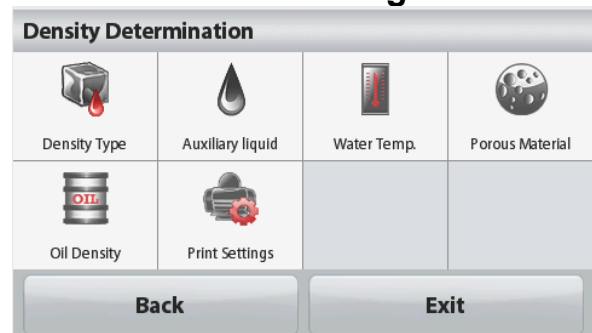 Density Determination
Density Type Auxiliary liquid Water Temp. Porous Material
OIL
Oil Density Print Settings
Back Exit